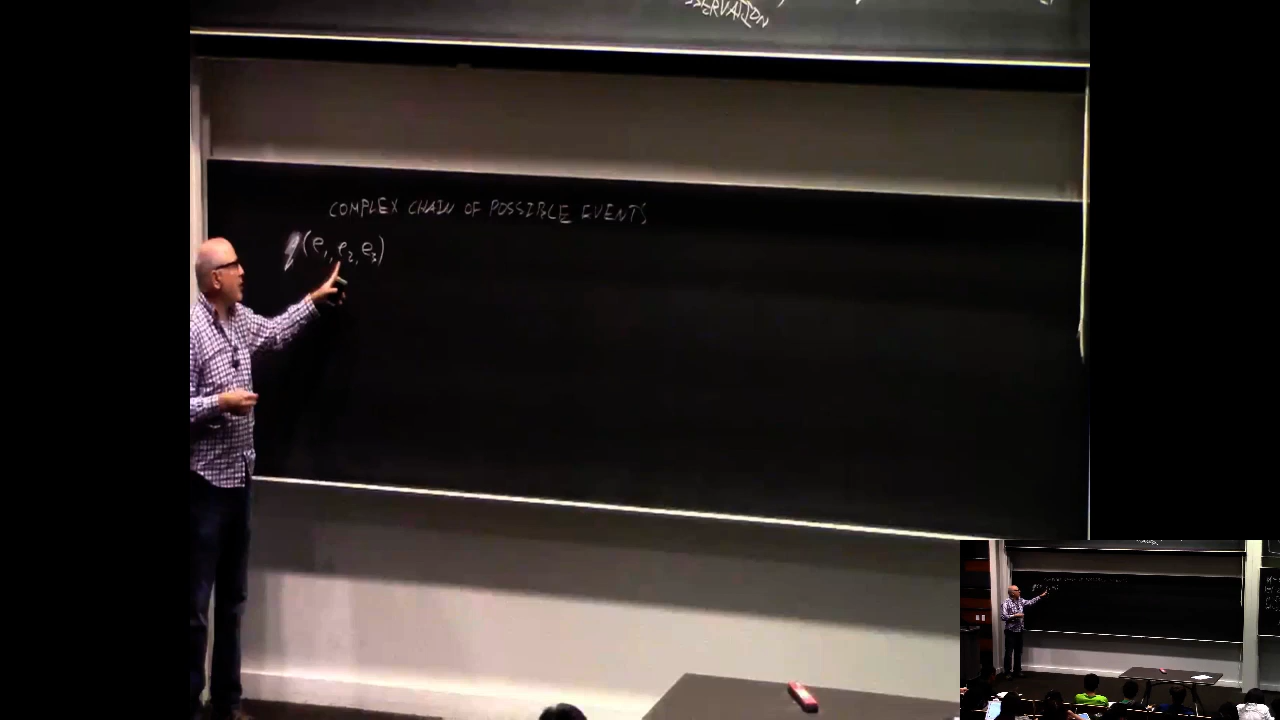 COMPLEX CHAIN OF POSSIBLE EVENTS
(e₁, e₂, e₃)